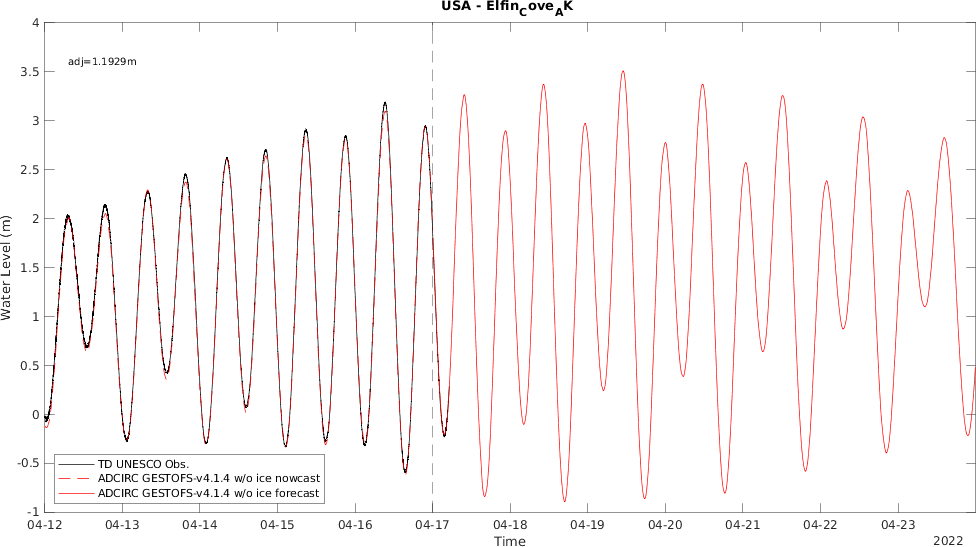 USA - ElfinCoveAK
adj=1.1929m
4
3.5
3
2.5
2
1.5
1
0.5
0
-0.5
-1
Water Level (m)
TD UNESCO Obs.
ADCIRC GESTOFS-v4.1.4 w/o ice nowcast
ADCIRC GESTOFS-v4.1.4 w/o ice forecast
04-12 04-13 04-14 04-15 04-16 04-17 04-18 04-19 04-20 04-21 04-22 04-23
Time
2022